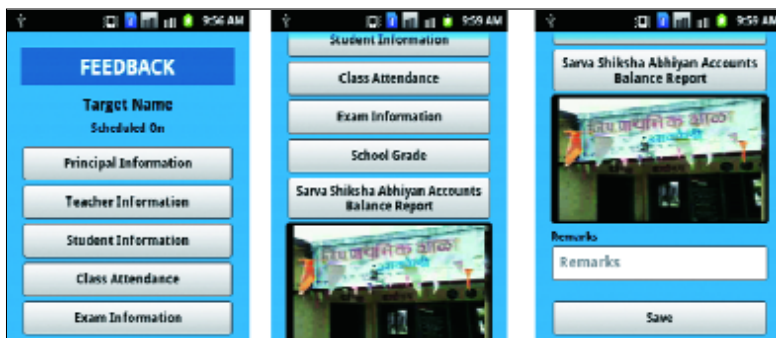 9:56 AM
FEEDBACK
Target Name
Scheduled On
Principal Information
Teacher Information
Student Information
Class Attendance
Exam Information
9:59 AM
Student Information
Class Attendance
Exam Information
School Grade
Sarva Shiksha Abhiyan Accounts
Balance Report
9:59 AM
Sarva Shiksha Abhiyan Accounts
Balance Report
Remarks
Remarks
Save